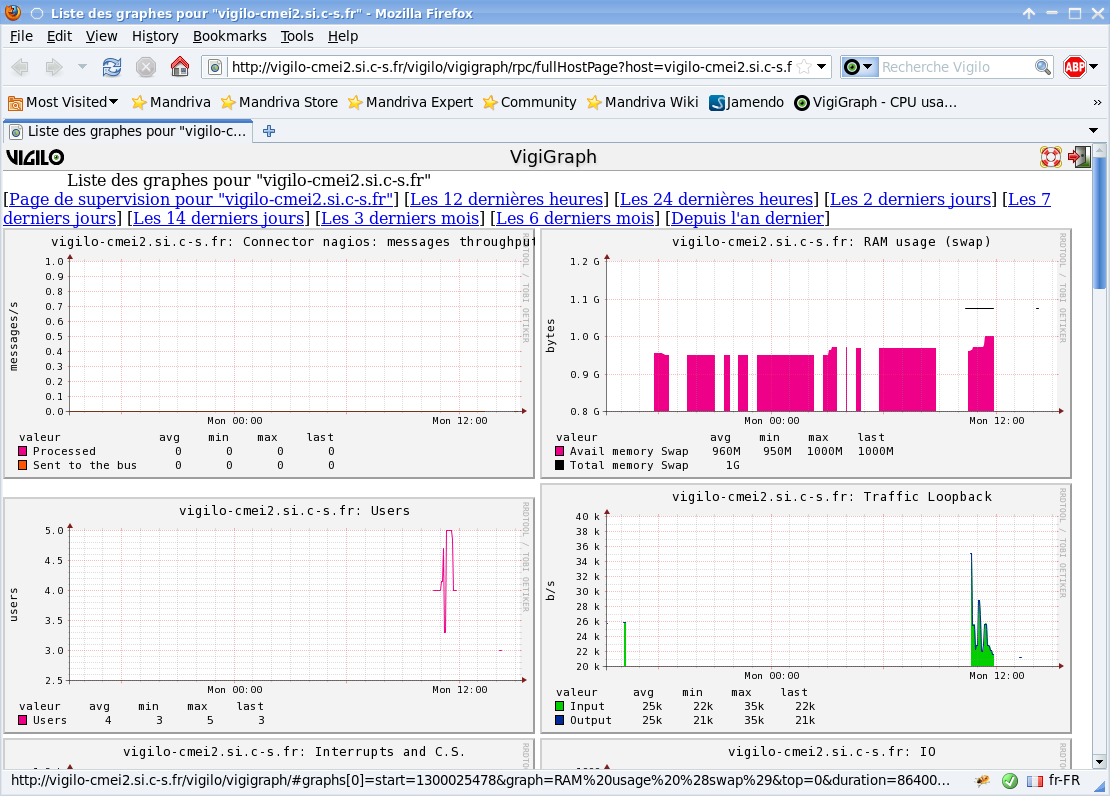 Liste des graphes pour "vigilo-cmei2.si.c-s.fr" - Mozilla Firefox
File Edit View History Bookmarks Tools Help
http://vigilo-cmei2.si.c-s.fr/vigilo/vigigraph/rpc/fullHostPage?host=vigilo-cmei2.si.c-s.f Recherche Vigilo ABP
Most Visited Mandriva Mandriva Store Mandriva Expert Community Mandriva Wiki Jamendo VigiGraph - CPU usa... »
Liste des graphes pour "vigilo-c...
VIGILO VigiGraph
Liste des graphes pour "vigilo-cmei2.si.c-s.fr"
[Page de supervision pour "vigilo-cmei2.si.c-s.fr"] [Les 12 dernières heures] [Les 24 dernières heures] [Les 2 derniers jours] [Les 7
derniers jours] [Les 14 derniers jours] [Les 3 derniers mois] [Les 6 derniers mois] [Depuis l'an dernier]
vigilo-cmei2.si.c-s.fr: Connector nagios: messages throughput
RRDTOOL / TOBI OETIKER
messages/s
1.0
0.9
0.8
0.7
0.6
0.5
0.4
0.3
0.2
0.1
0.0
Mon 00:00 Mon 12:00
valeur avg min max last
Processed 0 0 0 0
Sent to the bus 0 0 0 0
vigilo-cmei2.si.c-s.fr: RAM usage (swap)
RRDTOOL / TOBI OETIKER
bytes
1.2 G
1.1 G
1.0 G
0.9 G
0.8 G
Mon 00:00 Mon 12:00
valeur avg min max last
Avail memory Swap 960M 950M 1000M 1000M
Total memory Swap 1G
vigilo-cmei2.si.c-s.fr: Users
RRDTOOL / TOBI OETIKER
users
5.0
4.5
4.0
3.5
3.0
2.5
Mon 00:00 Mon 12:00
valeur avg min max last
Users 4 3 5 3
vigilo-cmei2.si.c-s.fr: Traffic Loopback
RRDTOOL / TOBI OETIKER
b/s
40 k
38 k
36 k
34 k
32 k
30 k
28 k
26 k
24 k
22 k
20 k
Mon 00:00 Mon 12:00
valeur avg min max last
Input 25k 22k 35k 22k
Output 25k 21k 35k 21k
vigilo-cmei2.si.c-s.fr: Interrupts and C.S.
vigilo-cmei2.si.c-s.fr: IO
http://vigilo-cmei2.si.c-s.fr/vigilo/vigigraph/#graphs[0]=start=1300025478&graph=RAM%20usage%20%28swap%29&top=0&duration=86400... fr-FR